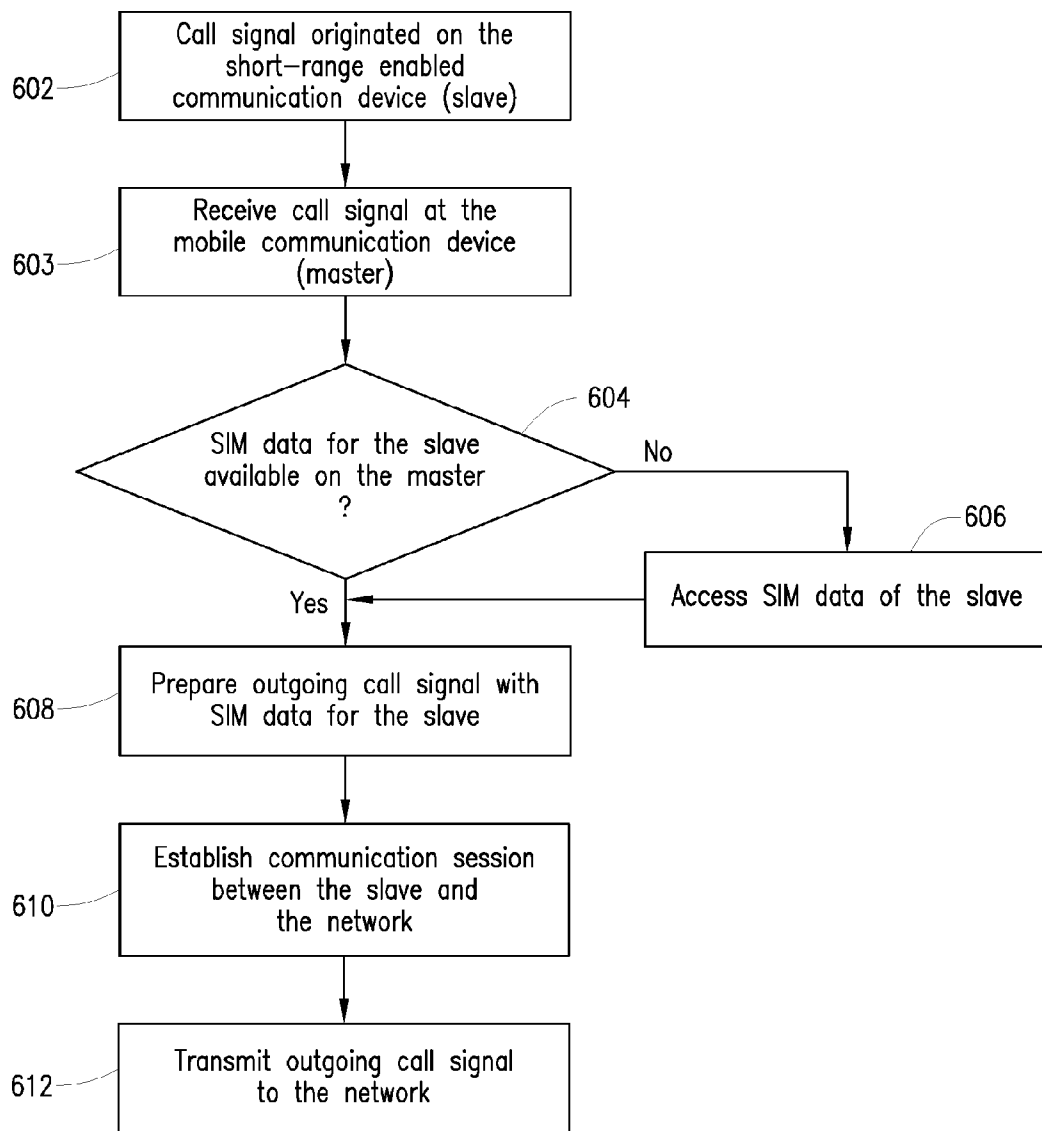 602
Call signal originated on the
short-range enabled
communication device (slave)
603
Receive call signal at the
mobile communication device
(master)
604
SIM data for the slave
available on the master
?
No
Yes
606
Access SIM data of the slave
608
Prepare outgoing call signal with
SIM data for the slave
610
Establish communication session
between the slave and
the network
612
Transmit outgoing call signal
to the network